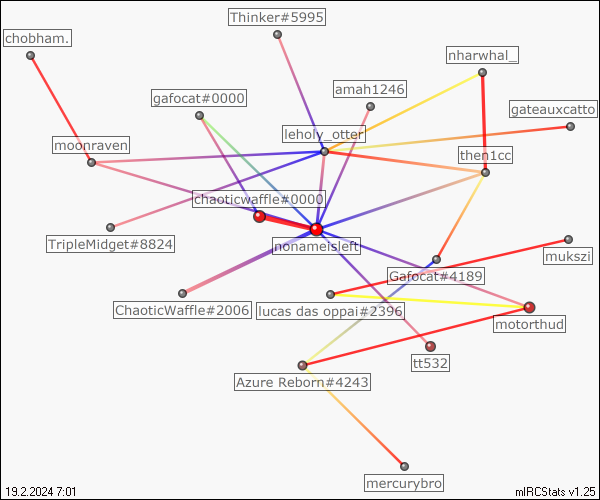 Thinker#5995
chobham.
nharwhal_
amah1246
gafocat#0000
gateauxcatto
leholy_otter
moonraven
then1cc
chaoticwaffle#0000
TripleMidget#8824
nonameisleft
mukszi
Gafocat#4189
ChaoticWaffle#2006
lucas das oppai#2396
motorthud
tt532
Azure Reborn#4243
mercurybro
19.2.2024 7:01
mIRCStats v1.25